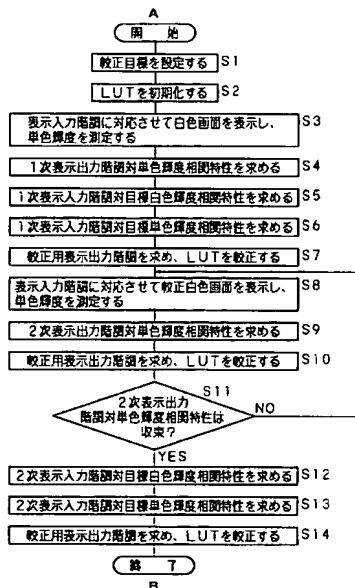 A
開 始
較正目標を設定する S1
LUTを初期化する S2
表示入力階調に対応させて白色画面を表示し、 S3
単色輝度を測定する
1次表示出力階調対単色輝度相関特性を求める S4
1次表示入力階調対目標白色輝度相関特性を求める S5
1次表示入力階調対目標単色輝度相関特性を求める S6
較正用表示出力階調を求め、LUTを較正する S7
表示入力階調に対応させて較正白色画面を表示し、 S8
単色輝度を測定する
2次表示出力階調対単色輝度相関特性を求める S9
較正用表示出力階調を求め、LUTを較正する S10
S11
2次表示出力
階調対単色輝度相関特性は
収束?
NO
YES
2次表示入力階調対目標白色輝度相関特性を求める S12
2次表示入力階調対目標単色輝度相関特性を求める S13
較正用表示出力階調を求め、LUTを較正する S14
終 了
B